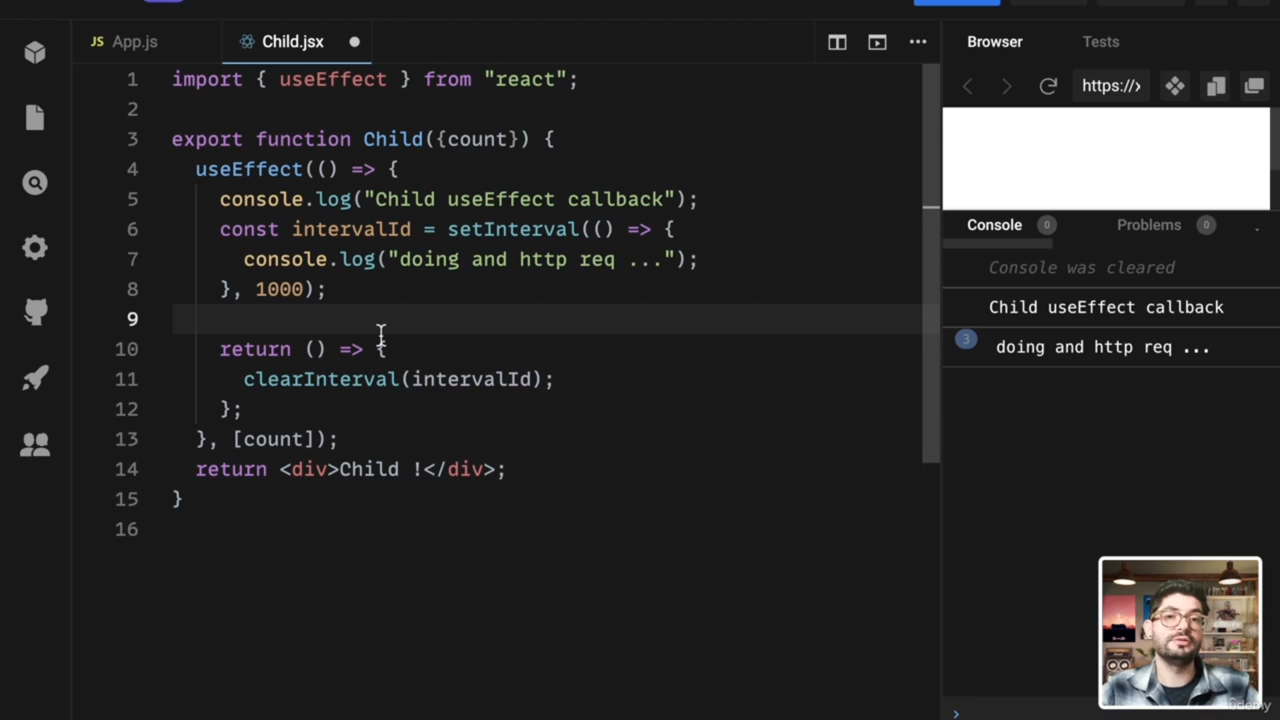 JS App.js
Child.jsx
Browser
Tests
https://x
1 import { useEffect } from "react";
2
3 export function Child({count}) {
4 useEffect(() => {
5 console.log("Child useEffect callback");
6 const intervalId = setInterval(() => {
7 console.log("doing and http req ...");
8 }, 1000);
9
10 return () => {
11 clearInterval(intervalId);
12 };
13 }, [count]);
14 return <div>Child !</div>;
15 }
16
Console 0
Problems 0
Console was cleared
Child useEffect callback
3 doing and http req ...
ûdemy